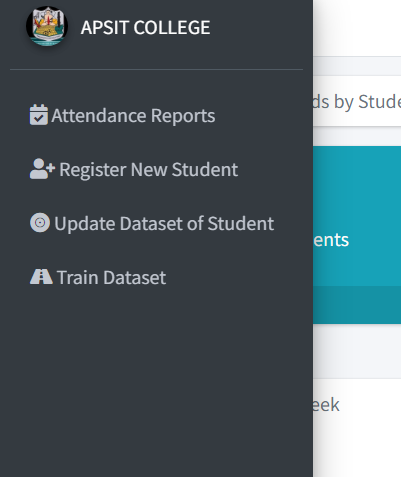 APSIT COLLEGE
ds by Stude
Attendance Reports
Register New Student
Update Dataset of Student
ents
Train Dataset
eek